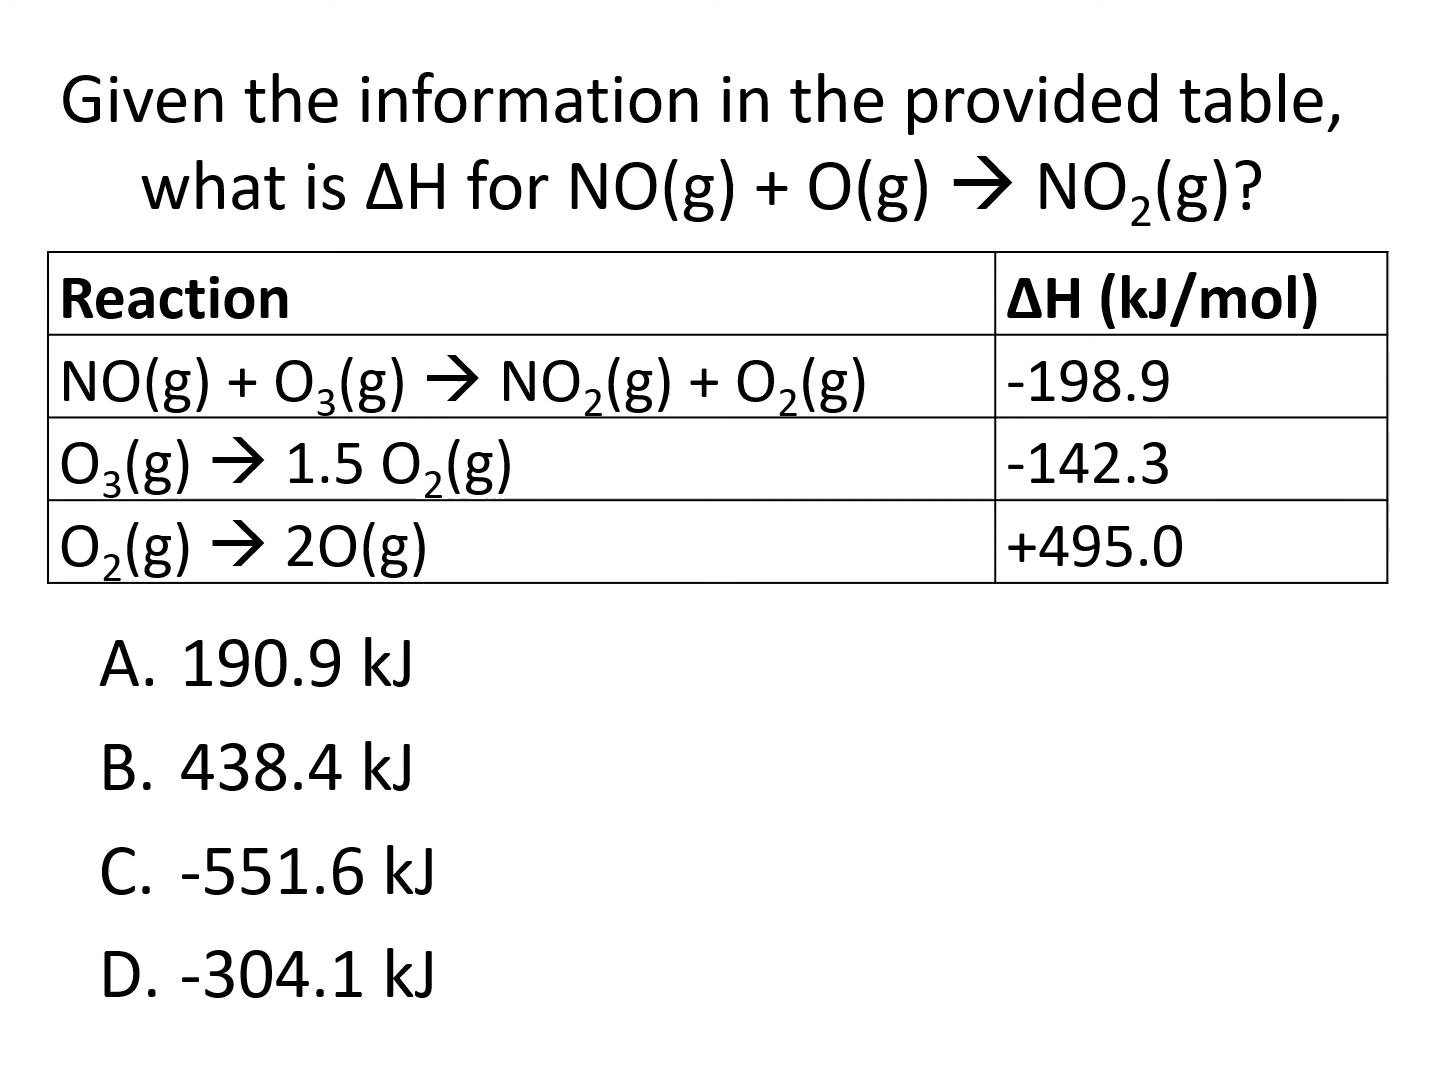 Given the information in the provided table,
what is ΔH for NO(g) + O(g) → NO₂(g)?
Reaction ΔH (kJ/mol)
NO(g) + O₃(g) → NO₂(g) + O₂(g) -198.9
O₃(g) → 1.5 O₂(g) -142.3
O₂(g) → 2O(g) +495.0
A. 190.9 kJ
B. 438.4 kJ
C. -551.6 kJ
D. -304.1 kJ